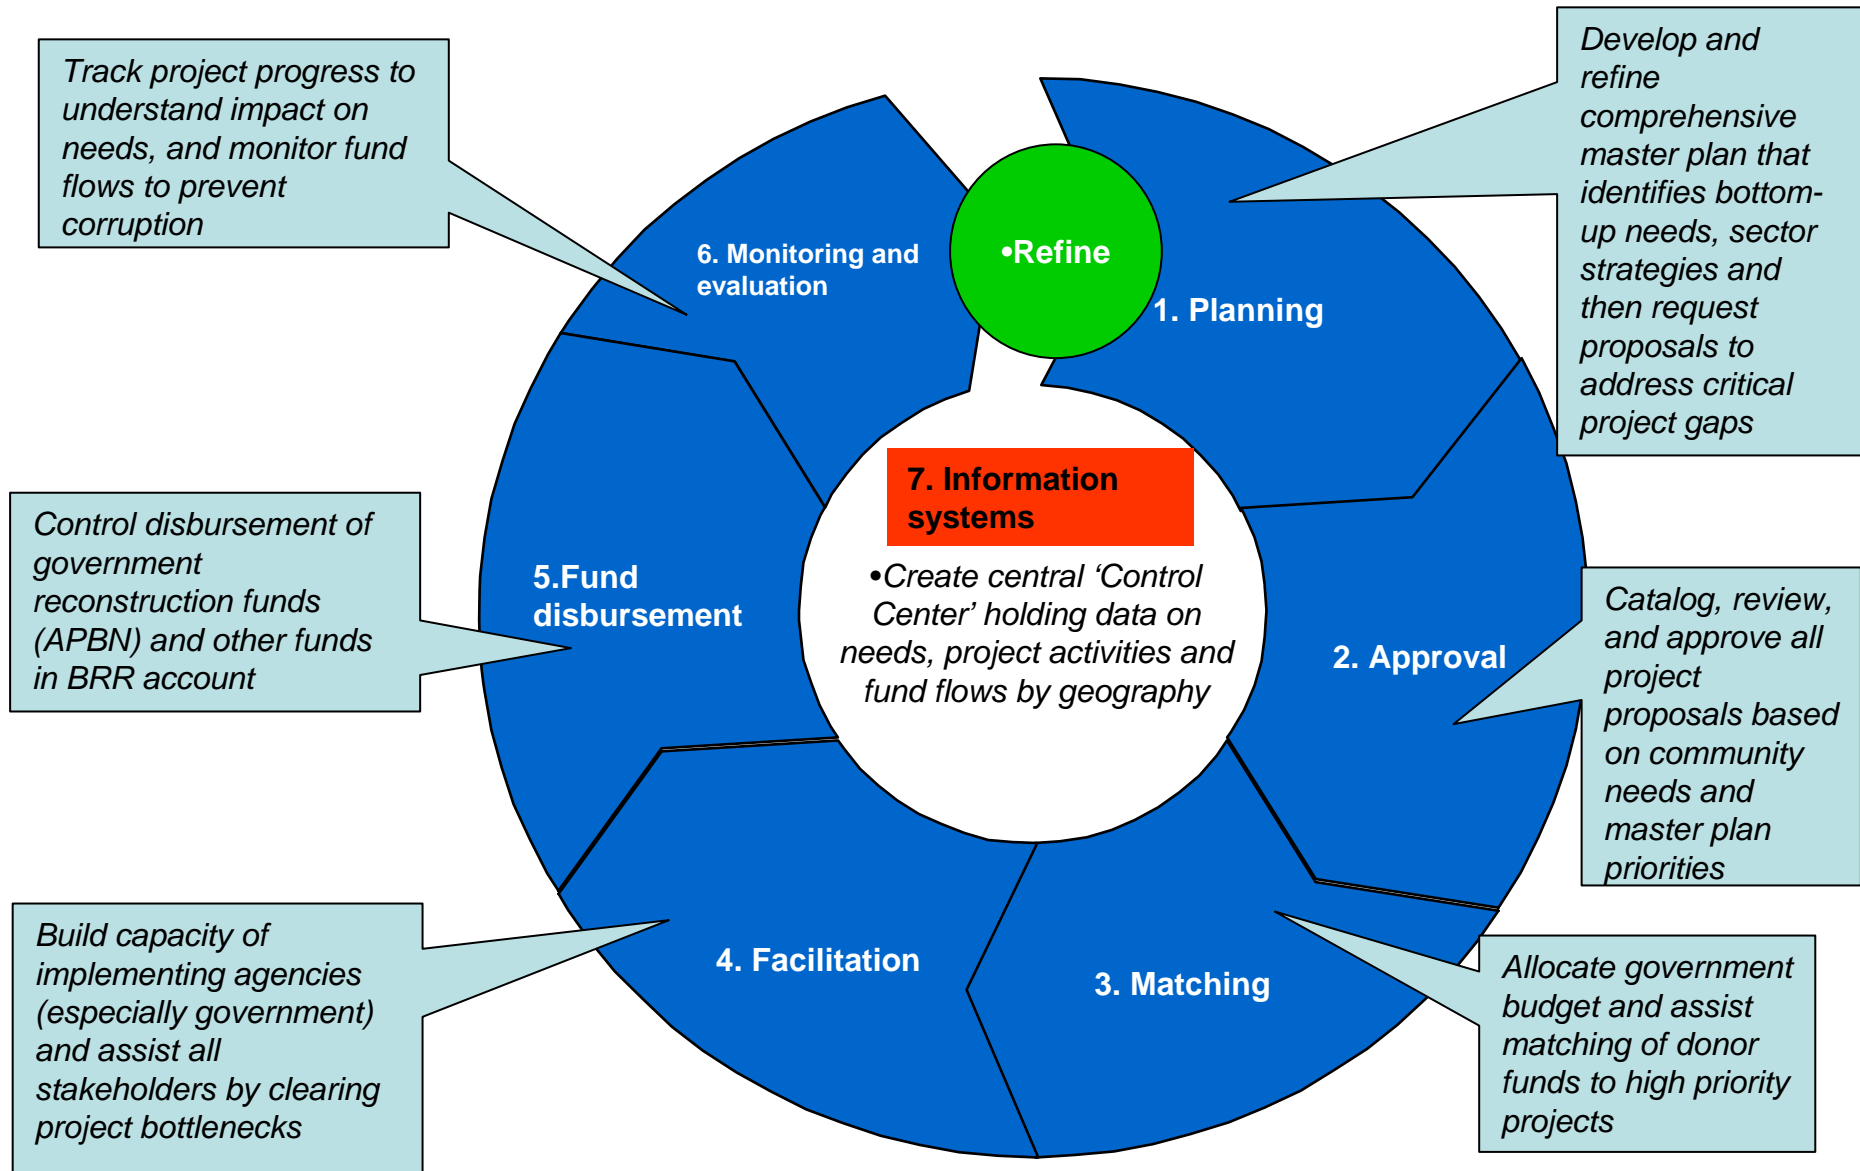 Track project progress to
understand impact on
needs, and monitor fund
flows to prevent
corruption
Develop and
refine
comprehensive
master plan that
identifies bottom-
up needs, sector
strategies and
then request
proposals to
address critical
project gaps
•Refine
6. Monitoring and
evaluation
1. Planning
7. Information
systems
•Create central ‘Control
Center’ holding data on
needs, project activities and
fund flows by geography
Control disbursement of
government
reconstruction funds
(APBN) and other funds
in BRR account
5.Fund
disbursement
2. Approval
Catalog, review,
and approve all
project
proposals based
on community
needs and
master plan
priorities
Build capacity of
implementing agencies
(especially government)
and assist all
stakeholders by clearing
project bottlenecks
4. Facilitation
3. Matching
Allocate government
budget and assist
matching of donor
funds to high priority
projects